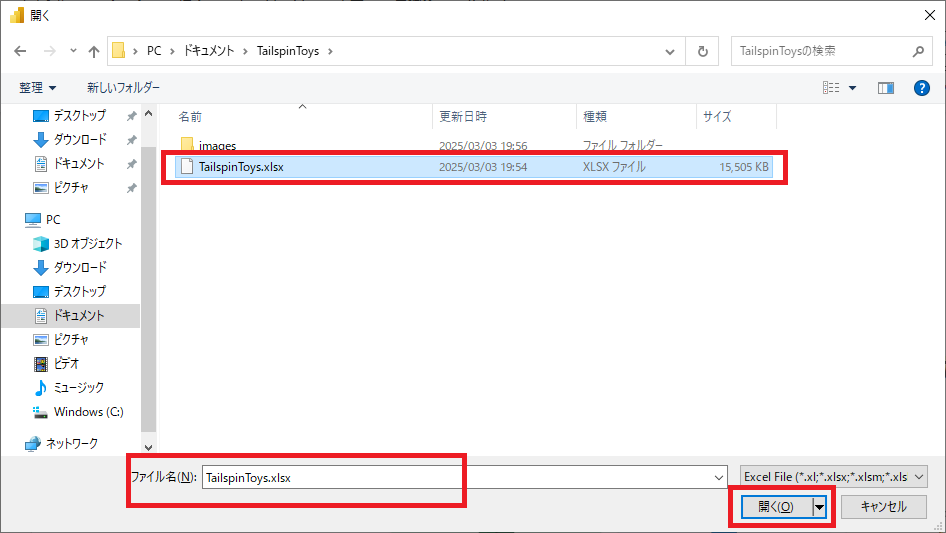 開く
PC > ドキュメント > TailspinToys >
TailspinToysの検索
整理
新しいフォルダー
名前 更新日時 種類 サイズ
デスクトップ
ダウンロード
ドキュメント
ピクチャ
PC
3D オブジェクト
ダウンロード
デスクトップ
ドキュメント
ピクチャ
ビデオ
ミュージック
Windows (C:)
ネットワーク
images 2025/03/03 19:56 ファイル フォルダー
TailspinToys.xlsx 2025/03/03 19:54 XLSX ファイル 15,505 KB
ファイル名(N): TailspinToys.xlsx
Excel File (*.xl;*.xlsx;*.xlsm;*.xls
開く(O) キャンセル